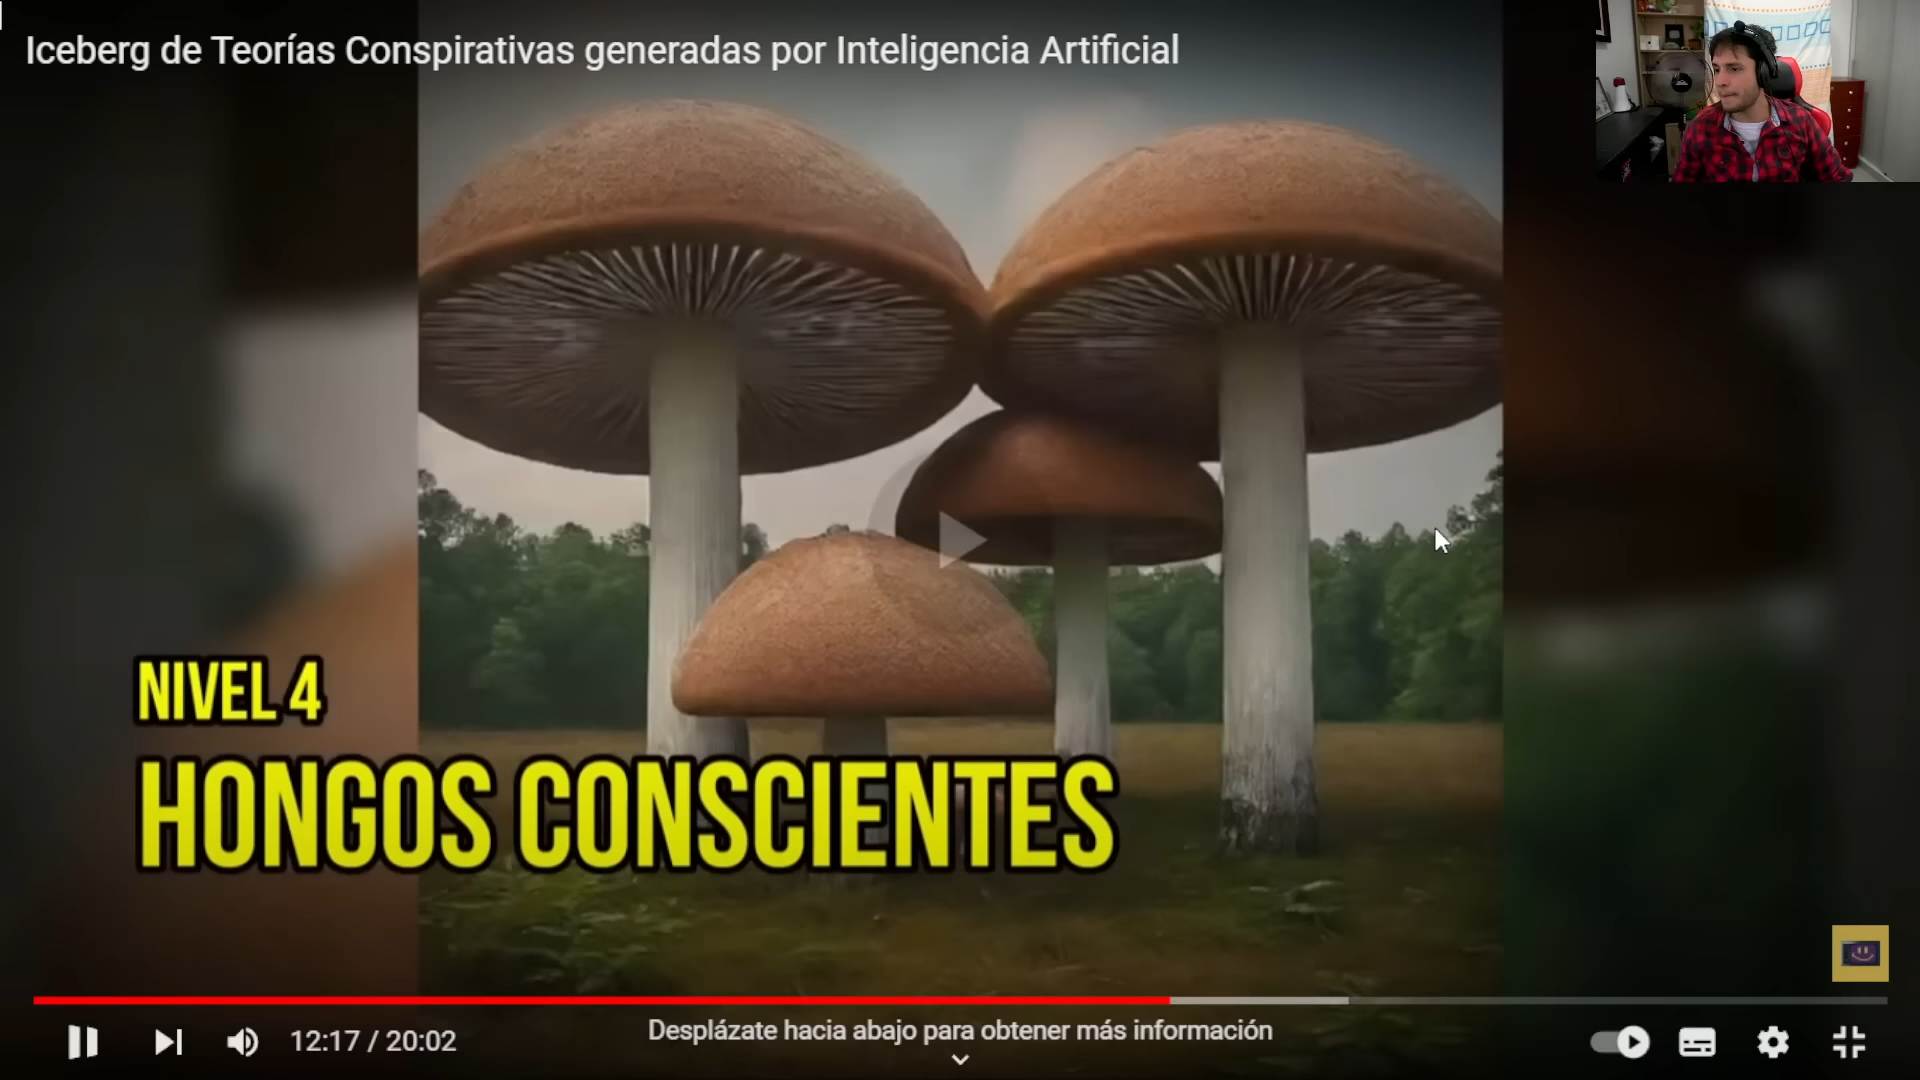 Iceberg de Teorías Conspirativas generadas por Inteligencia Artificial
NIVEL 4
HONGOS CONSCIENTES
12:17 / 20:02
Desplázate hacia abajo para obtener más información